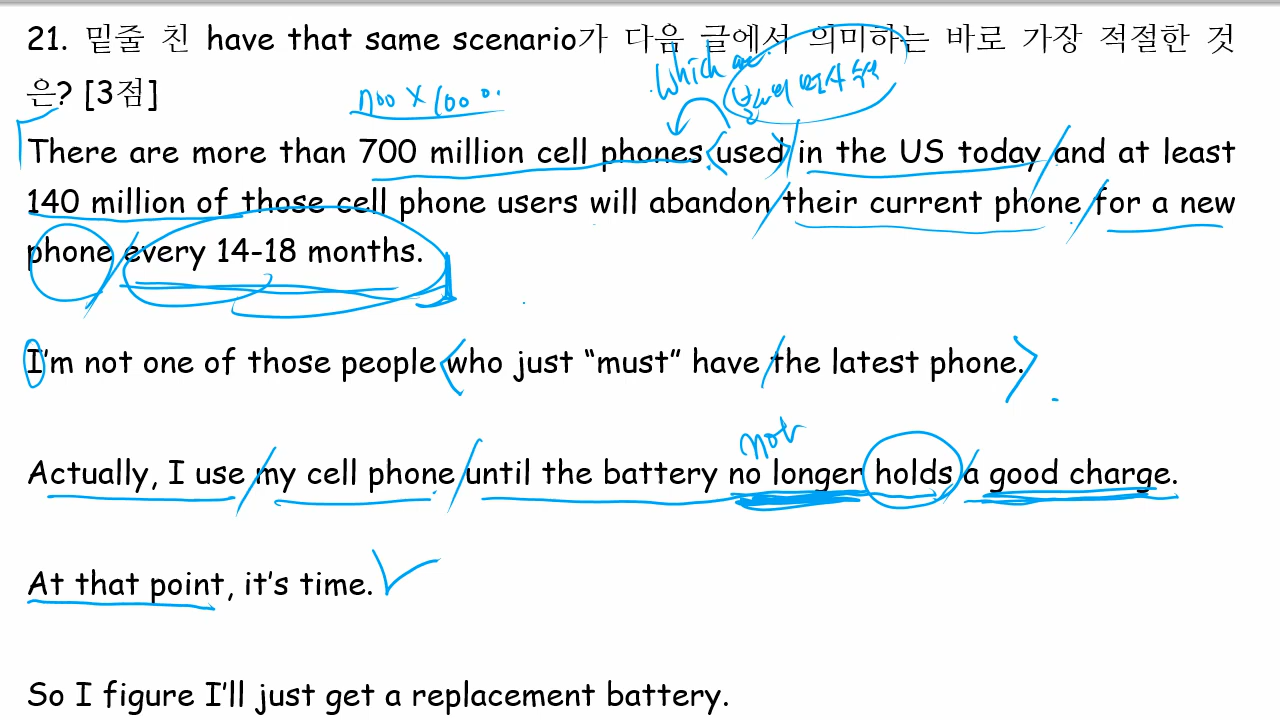 21. 밑줄 친 have that same scenario가 다음 글에서 의미하는 바로 가장 적절한 것
은? [3점]
which are
700 X 100만
There are more than 700 million cell phones used in the US today and at least
140 million of those cell phone users will abandon their current phone for a new
phone every 14-18 months.
I'm not one of those people who just “must” have the latest phone.
not
Actually, I use my cell phone until the battery no longer holds a good charge.
At that point, it's time.
So I figure I'll just get a replacement battery.